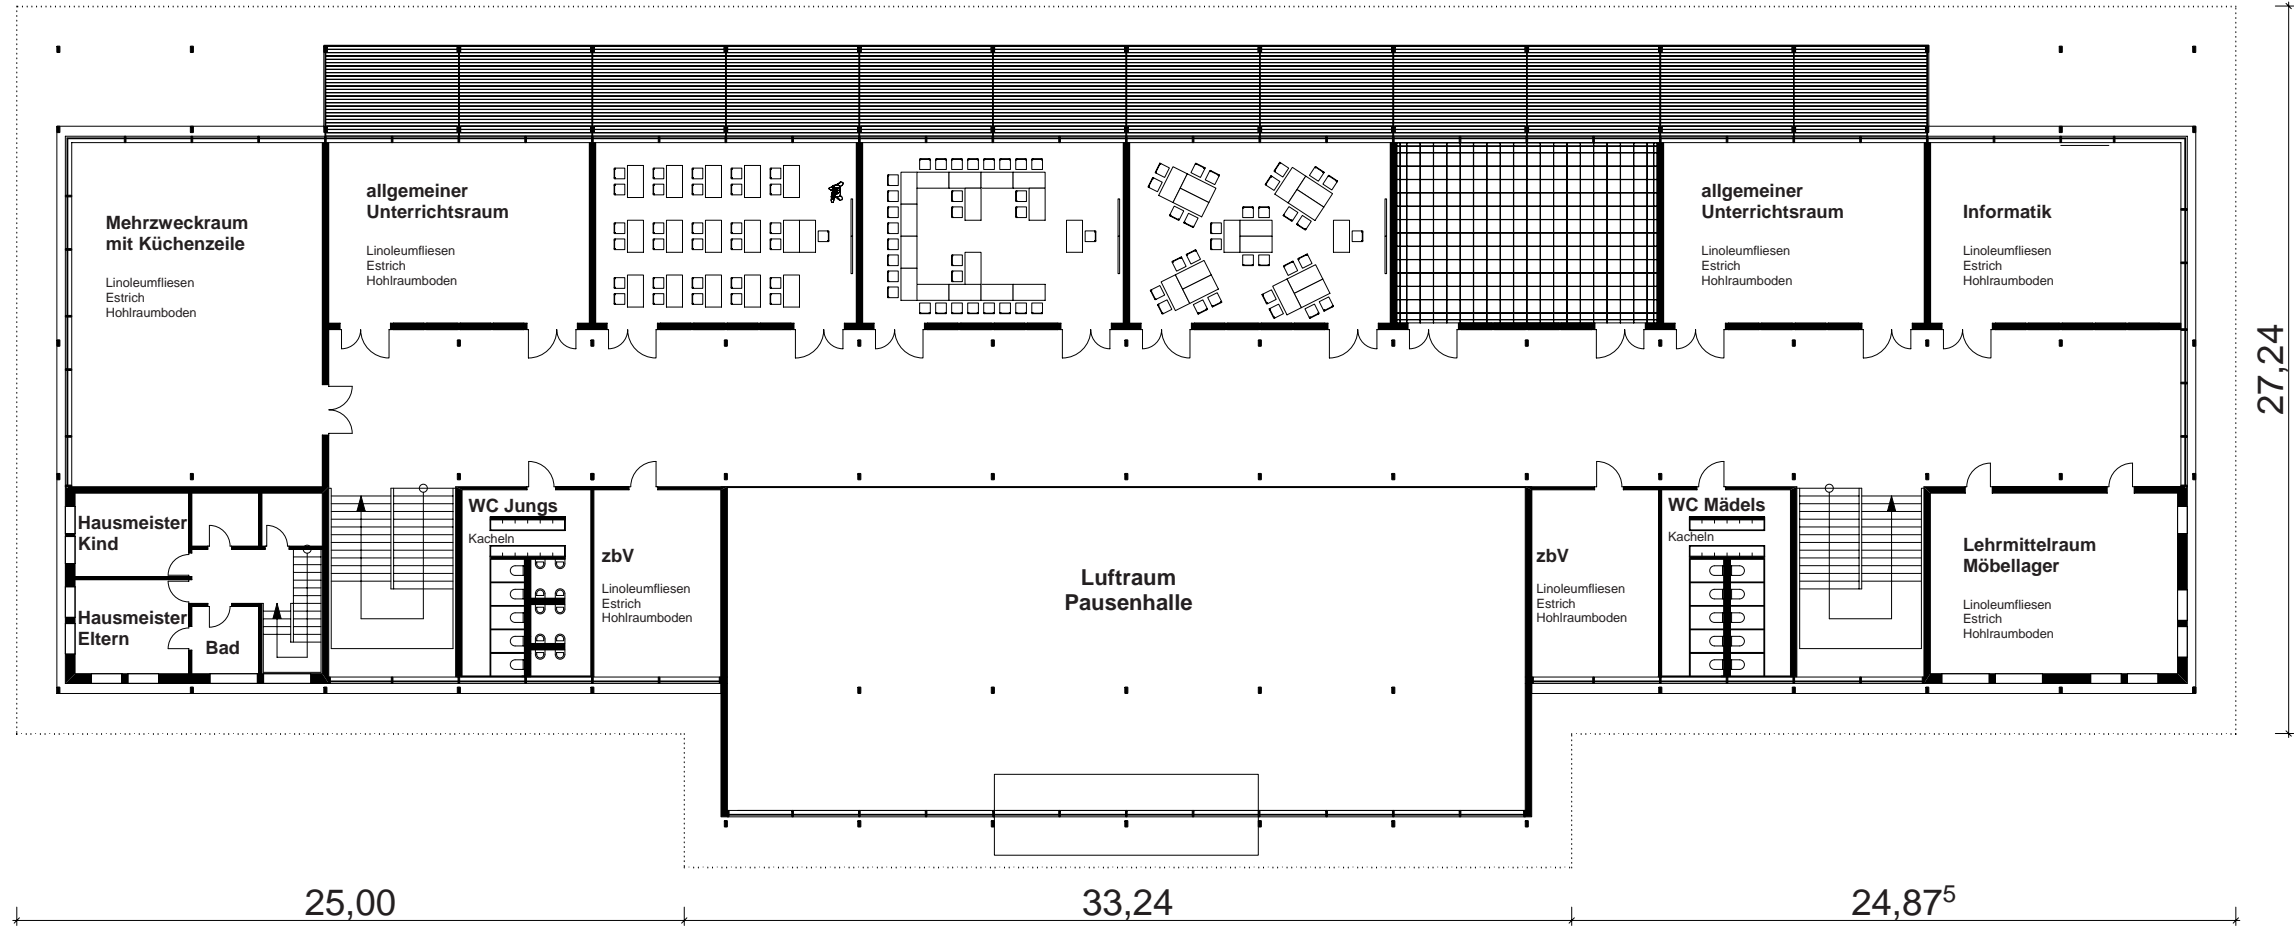 Mehrzweckraum
mit Küchenzeile
Linoleumfliesen
Estrich
Hohlraumboden
allgemeiner
Unterrichtsraum
Linoleumfliesen
Estrich
Hohlraumboden
allgemeiner
Unterrichtsraum
Linoleumfliesen
Estrich
Hohlraumboden
Informatik
Linoleumfliesen
Estrich
Hohlraumboden
27,24
Hausmeister
Kind
Hausmeister
Eltern
Bad
WC Jungs
Kacheln
zbV
Linoleumfliesen
Estrich
Hohlraumboden
Luftraum
Pausenhalle
zbV
Linoleumfliesen
Estrich
Hohlraumboden
WC Mädels
Kacheln
Lehrmittelraum
Möbellager
Linoleumfliesen
Estrich
Hohlraumboden
25,00
33,24
24,87⁵